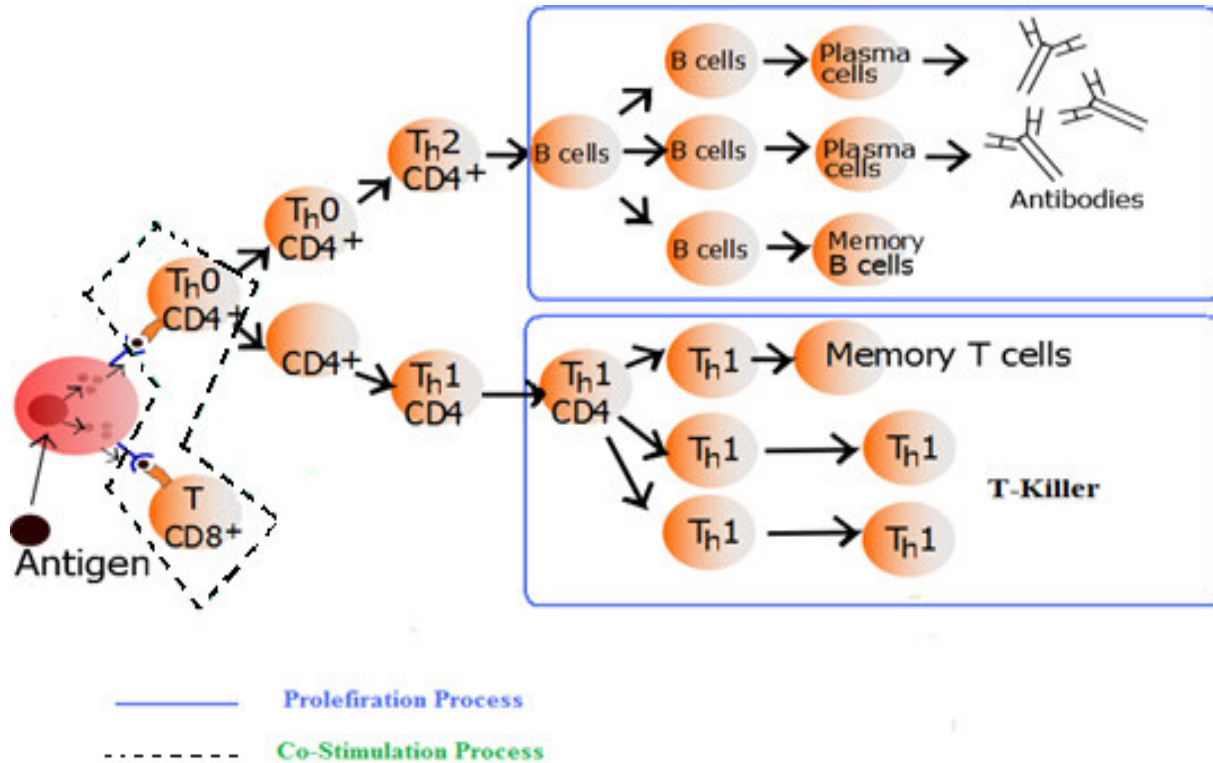 B cells
Plasma
cells
Th2
CD4+
B cells
B cells
Plasma
cells
Antibodies
Th0
CD4+
B cells
Memory
B cells
Th0
CD4+
CD4+
Th1
CD4
Th1
CD4
Th1
Memory T cells
Th1
Th1
T-Killer
T
CD8+
Th1
Th1
Antigen
Prolefiration Process
Co-Stimulation Process